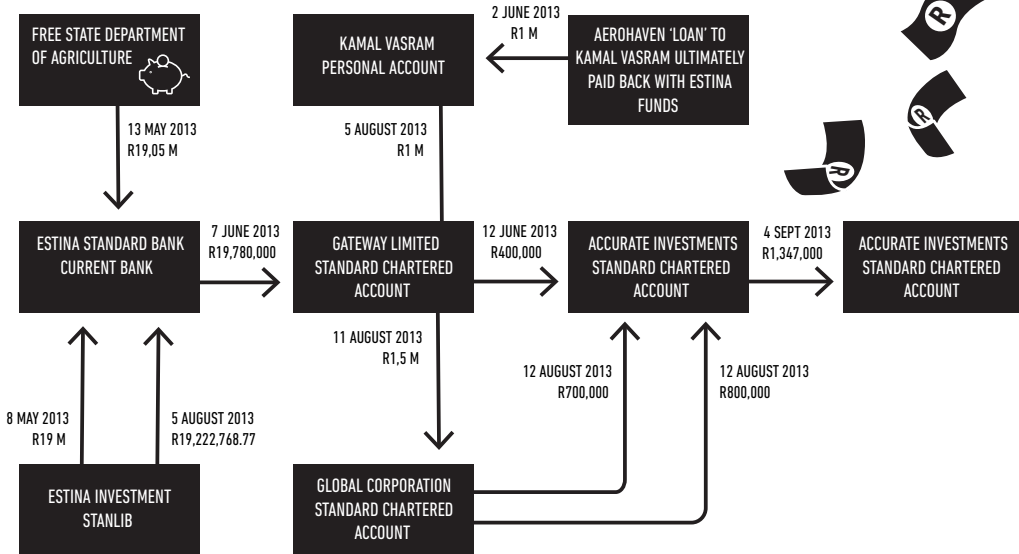 FREE STATE DEPARTMENT
OF AGRICULTURE
KAMAL VASRAM
PERSONAL ACCOUNT
2 JUNE 2013
R1 M
AEROHAVEN ‘LOAN’ TO
KAMAL VASRAM ULTIMATELY
PAID BACK WITH ESTINA
FUNDS
R
R
R
13 MAY 2013
R19,05 M
5 AUGUST 2013
R1 M
ESTINA STANDARD BANK
CURRENT BANK
7 JUNE 2013
R19,780,000
GATEWAY LIMITED
STANDARD CHARTERED
ACCOUNT
12 JUNE 2013
R400,000
ACCURATE INVESTMENTS
STANDARD CHARTERED
ACCOUNT
4 SEPT 2013
R1,347,000
ACCURATE INVESTMENTS
STANDARD CHARTERED
ACCOUNT
8 MAY 2013
R19 M
5 AUGUST 2013
R19,222,768.77
11 AUGUST 2013
R1,5 M
12 AUGUST 2013
R700,000
12 AUGUST 2013
R800,000
ESTINA INVESTMENT
STANLIB
GLOBAL CORPORATION
STANDARD CHARTERED
ACCOUNT